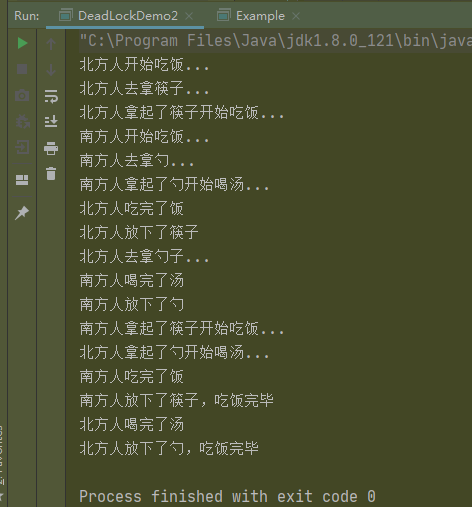 Run: DeadLockDemo2 × Example ×
"C:\Program Files\Java\jdk1.8.0_121\bin\java
北方人开始吃饭...
北方人去拿筷子...
北方人拿起了筷子开始吃饭...
南方人开始吃饭...
南方人去拿勺...
南方人拿起了勺开始喝汤...
北方人吃完了饭
北方人放下了筷子
北方人去拿勺子...
南方人喝完了汤
南方人放下了勺
南方人拿起了筷子开始吃饭...
北方人拿起了勺开始喝汤...
南方人吃完了饭
南方人放下了筷子，吃饭完毕
北方人喝完了汤
北方人放下了勺，吃饭完毕
Process finished with exit code 0